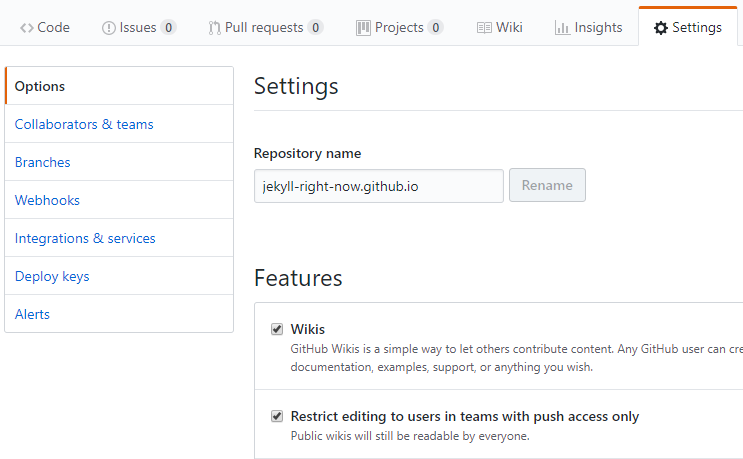 Code Issues 0 Pull requests 0 Projects 0 Wiki Insights Settings
Options
Collaborators & teams
Branches
Webhooks
Integrations & services
Deploy keys
Alerts
Settings
Repository name
jekyll-right-now.github.io Rename
Features
Wikis
GitHub Wikis is a simple way to let others contribute content. Any GitHub user can
documentation, examples, support, or anything you wish.
Restrict editing to users in teams with push access only
Public wikis will still be readable by everyone.